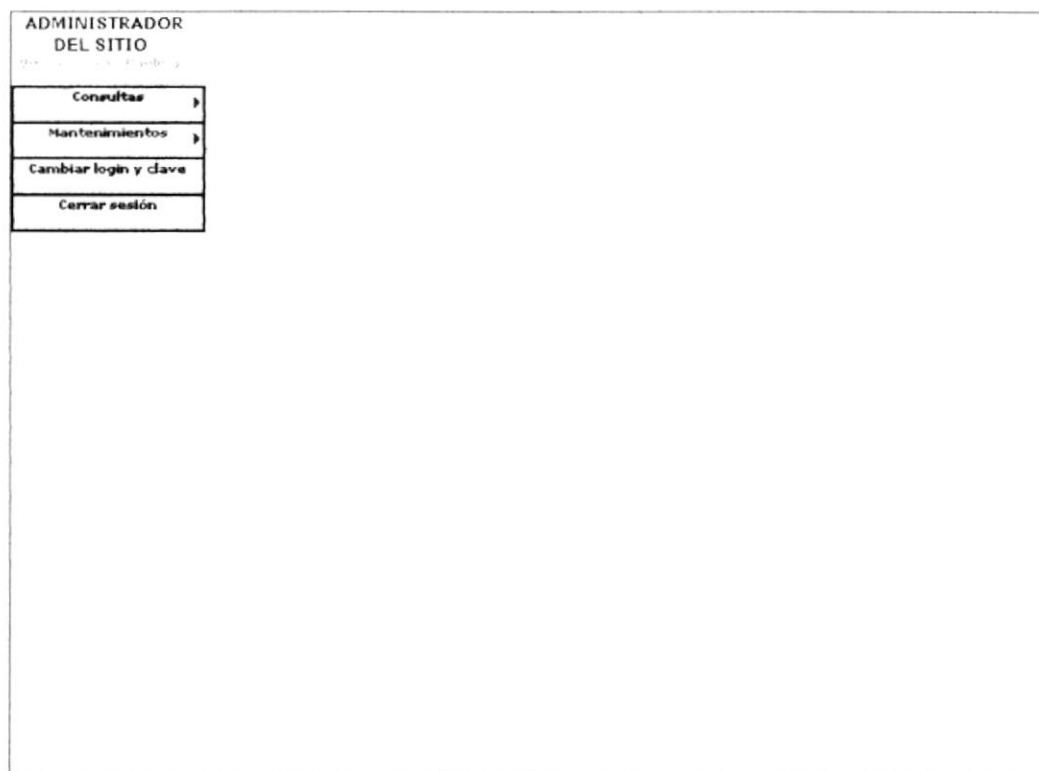 ADMINISTRADOR
DEL SITIO
Consultas
Mantenimientos
Cambiar login y clave
Cerrar sesión